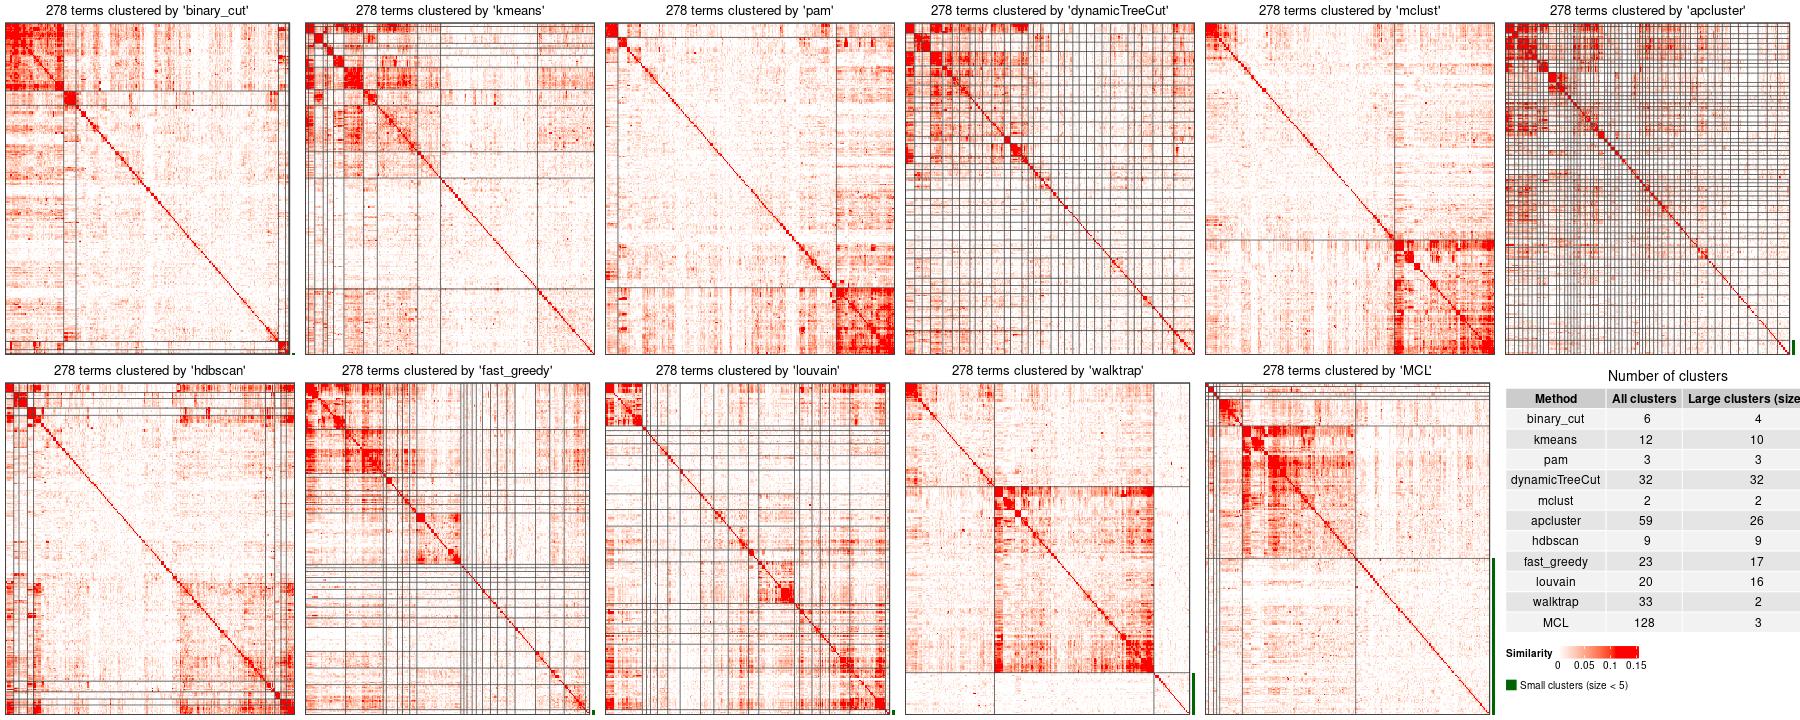 278 terms clustered by 'binary_cut'
278 terms clustered by 'kmeans'
278 terms clustered by 'pam'
278 terms clustered by 'dynamicTreeCut'
278 terms clustered by 'mclust'
278 terms clustered by 'apcluster'
278 terms clustered by 'hdbscan'
278 terms clustered by 'fast_greedy'
278 terms clustered by 'louvain'
278 terms clustered by 'walktrap'
278 terms clustered by 'MCL'
Number of clusters
Method All clusters Large clusters (size
binary_cut 6 4
kmeans 12 10
pam 3 3
dynamicTreeCut 32 32
mclust 2 2
apcluster 59 26
hdbscan 9 9
fast_greedy 23 17
louvain 20 16
walktrap 33 2
MCL 128 3
Similarity
0 0.05 0.1 0.15
Small clusters (size < 5)